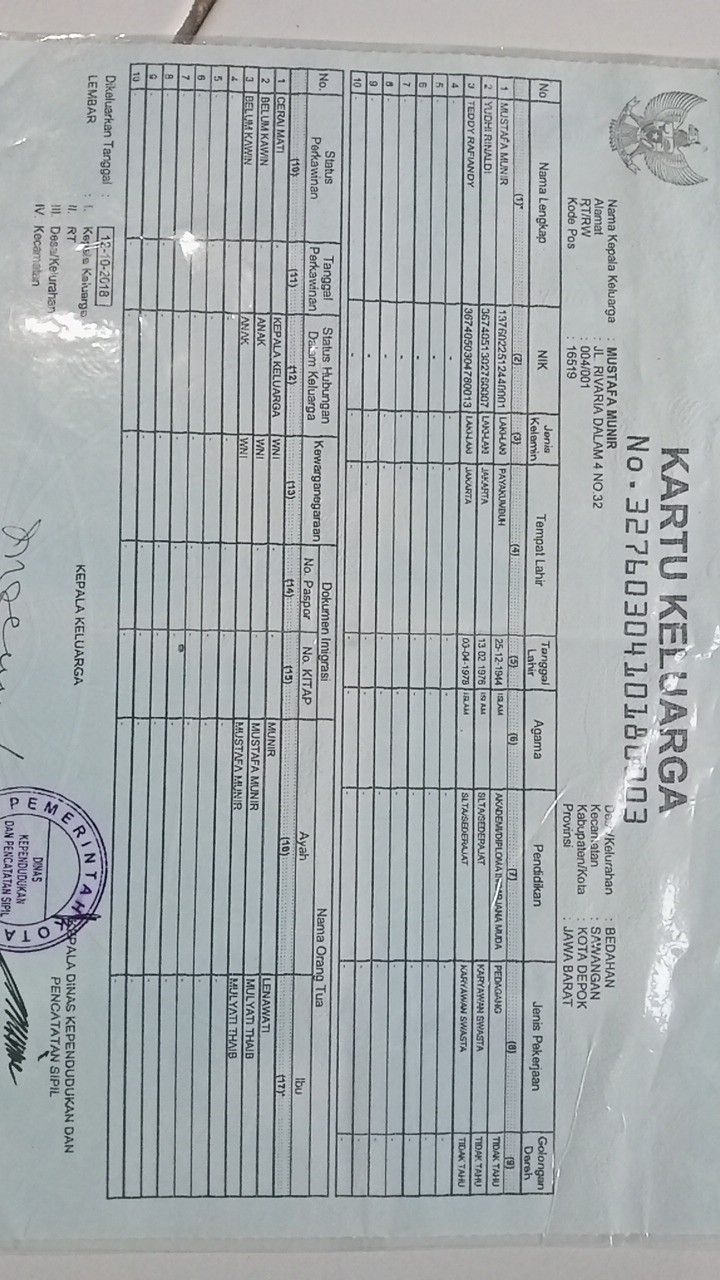 KARTU KELUARGA
No.
Nama Kepala Keluarga : MUSTAFA MUNIR
Alamat : JL. RIVARIA DALAM 4 NO.32
RT/RW : 004/001
Kode Pos : 16519
Desa/Kelurahan : BEDAHAN
Kecamatan : SAWANGAN
Kabupaten/Kota : KOTA DEPOK
Provinsi : JAWA BARAT
No Nama Lengkap NIK Jenis Kelamin Tempat Lahir Tanggal Lahir Agama Pendidikan Jenis Pekerjaan Golongan Darah
(1)* (2) (3) (4) (5) (6) (7) (8) (9)
1 MUSTAFA MUNIR 1376022512440001 LAKI-LAKI PAYAKUMBUH 25-12-1944 ISLAM AKADEMI/DIPLOMA MUDA PEDAGANG TIDAK TAHU
2 YUDHI RINALDI 3674051302760007 LAKI-LAKI JAKARTA 13-02-1976 ISLAM SLTA/SEDERAJAT KARYAWAN SWASTA TIDAK TAHU
3 TEDDY RAFIANDY 3674050304780013 LAKI-LAKI JAKARTA 03-04-1978 ISLAM SLTA/SEDERAJAT KARYAWAN SWASTA TIDAK TAHU
4 - - - - -
5 - - - - -
6 - - - - -
7 - - - - -
8 - - - - -
9 - - - - -
10 - - - - -
No. Status Perkawinan Tanggal Perkawinan Status Hubungan Dalam Keluarga Kewarganegaraan Dokumen Imigrasi Nama Orang Tua
No. Paspor No. KITAP Ayah Ibu
(10) (11) (12) (13) (14) (15) (16) (17)*
1 CERAI MATI - KEPALA KELUARGA WNI - - MUNIR LENAWATI
2 BELUM KAWIN - ANAK WNI - - MUSTAFA MUNIR MULYATI THAIB
3 BELUM KAWIN - ANAK WNI - - MUSTAFA MUNIR MULYATI THAIB
4 - - - - -
5 - - - - -
6 - - - - -
7 - - - - -
8 - - - - -
9 - - - - -
10 - - - - -
Dikeluarkan Tanggal : 12-10-2018
LEMBAR : I. Kepala Keluarga
II. RT
III. Desa/Kelurahan
IV. Kecamatan
KEPALA KELUARGA
KEPALA DINAS KEPENDUDUKAN DAN
PENCATATAN SIPIL
PEMERINTAH KOTA
DINAS
KEPENDUDUKAN
DAN PENCATATAN SIPIL